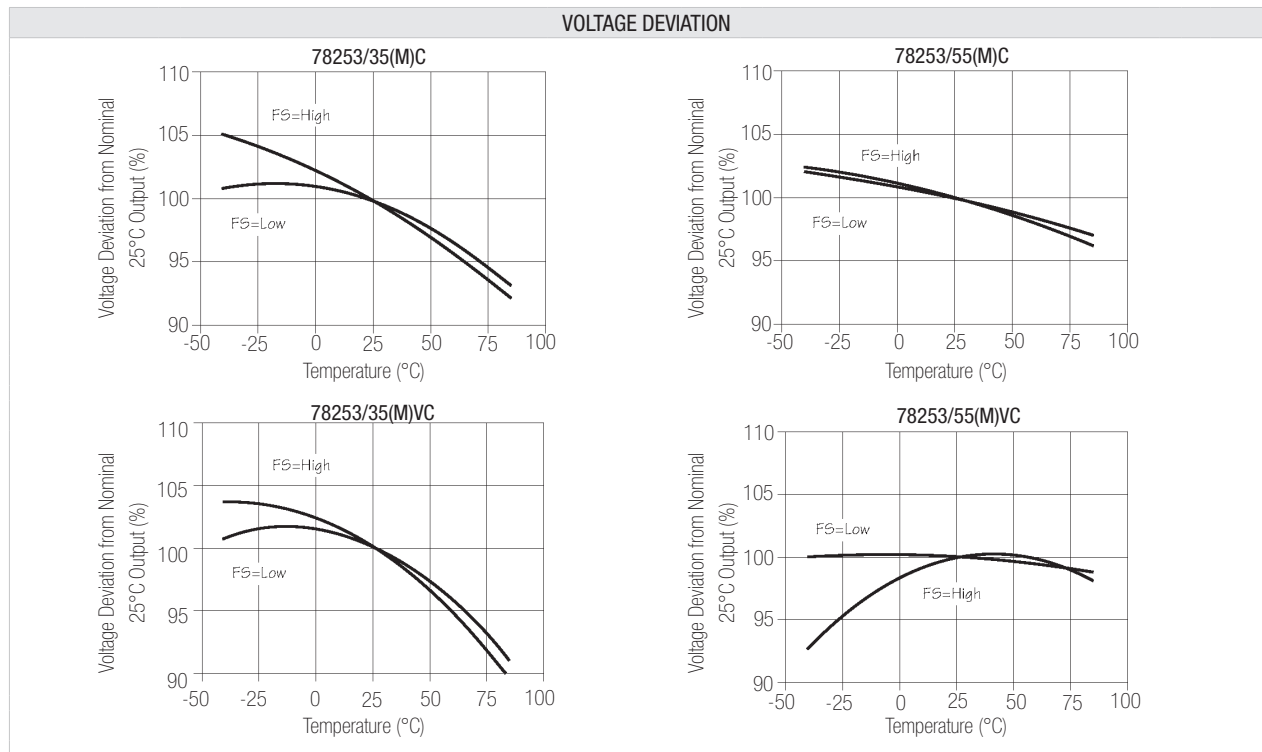 VOLTAGE DEVIATION
78253/35(M)C
Voltage Deviation from Nominal
25°C Output (%)
110
105
100
95
90
FS=High
FS=Low
-50 -25 0 25 50 75 100
Temperature (°C)
78253/55(M)C
Voltage Deviation from Nominal
25°C Output (%)
110
105
100
95
90
FS=High
FS=Low
-50 -25 0 25 50 75 100
Temperature (°C)
78253/35(M)VC
Voltage Deviation from Nominal
25°C Output (%)
110
105
100
95
90
FS=High
FS=Low
-50 -25 0 25 50 75 100
Temperature (°C)
78253/55(M)VC
Voltage Deviation from Nominal
25°C Output (%)
110
105
100
95
90
FS=Low
FS=High
-50 -25 0 25 50 75 100
Temperature (°C)